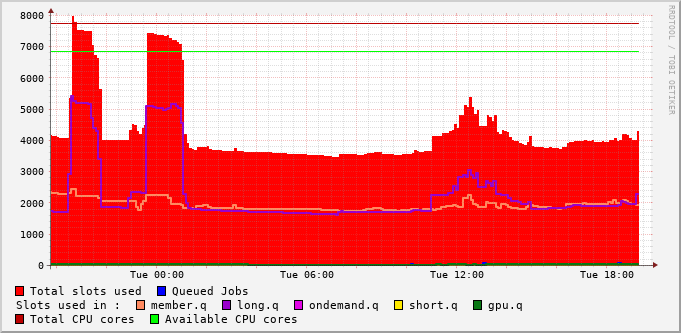 8000
7000
6000
5000
4000
3000
2000
1000
0
Tue 00:00 Tue 06:00 Tue 12:00 Tue 18:00
RRDTOOL / TOBI OETIKER
Total slots used Queued Jobs
Slots used in : member.q long.q ondemand.q short.q gpu.q
Total CPU cores Available CPU cores